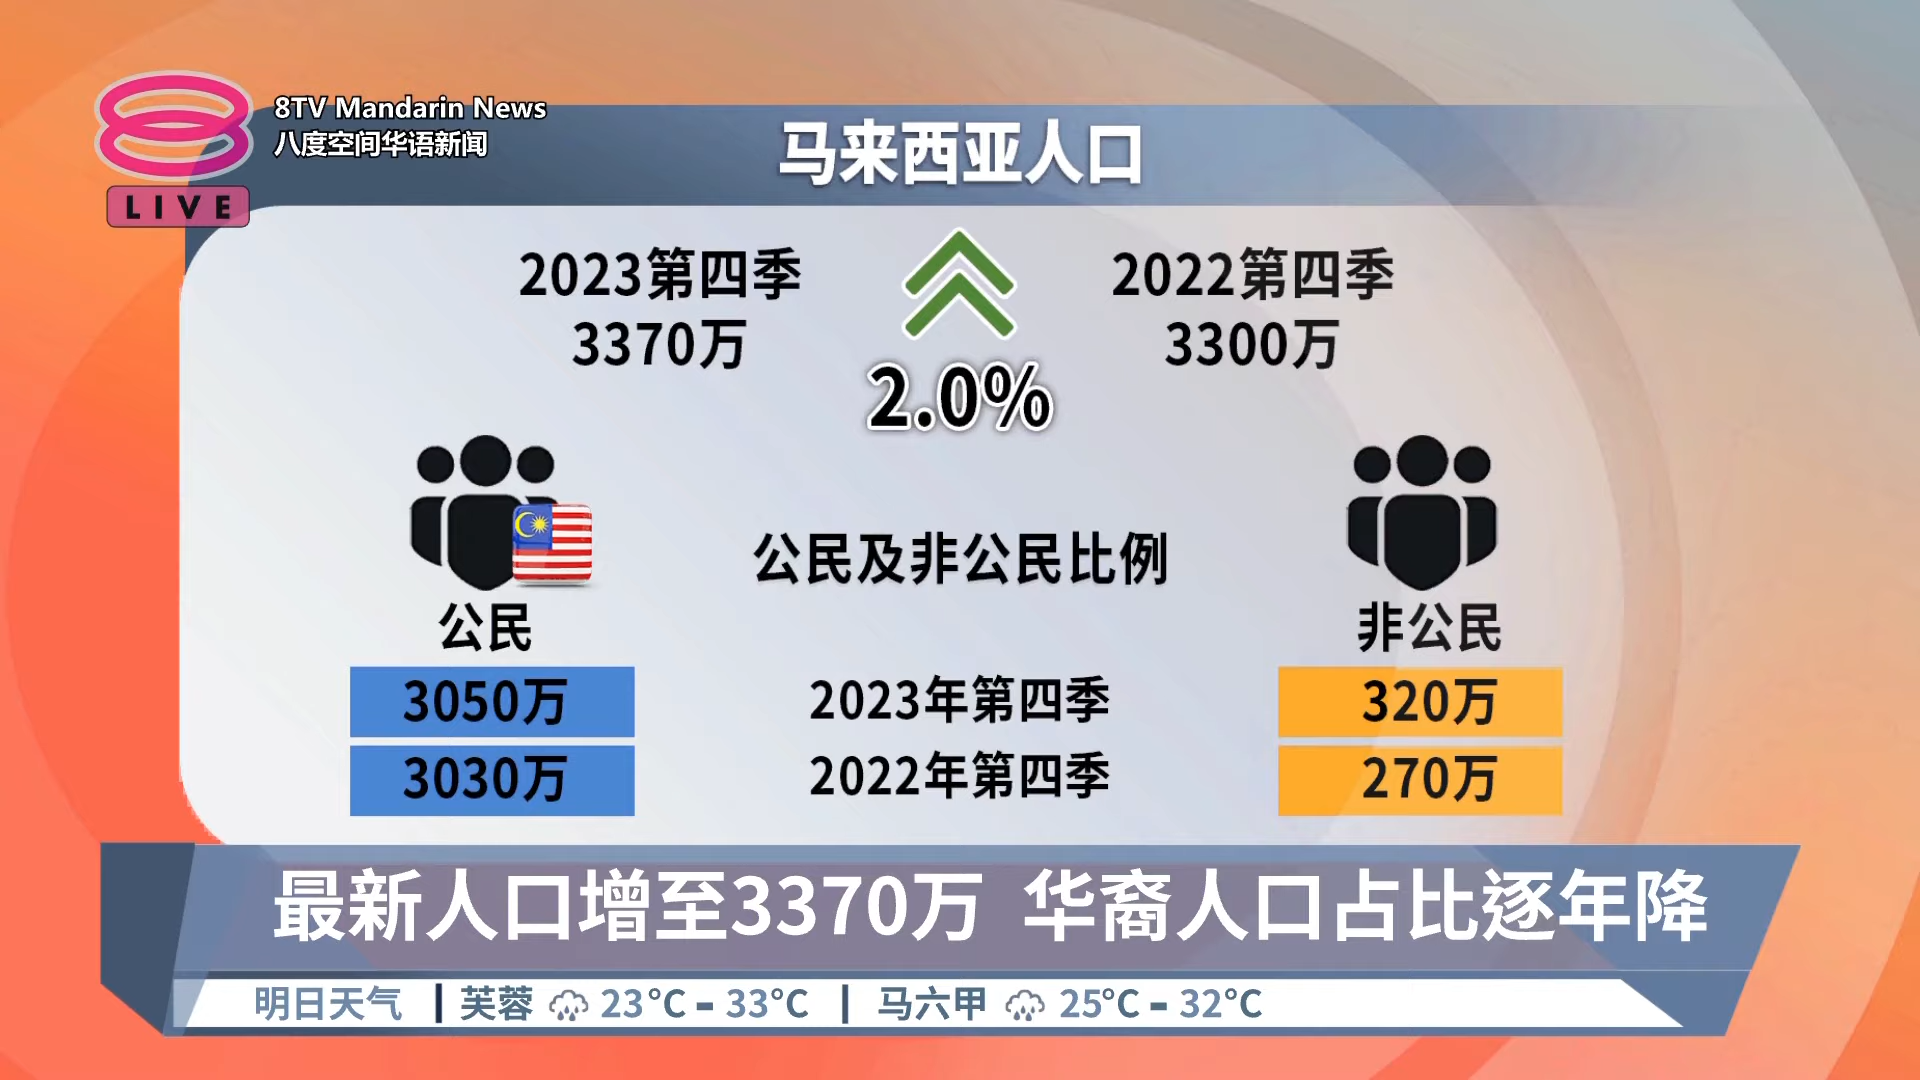 8TV Mandarin News
八度空间华语新闻
LIVE
马来西亚人口
2023第四季
3370万
2.0%
2022第四季
3300万
公民及非公民比例
公民
非公民
3050万 2023年第四季 320万
3030万 2022年第四季 270万
最新人口增至3370万 华裔人口占比逐年降
明日天气 | 芙蓉 23°C - 33°C | 马六甲 25°C - 32°C